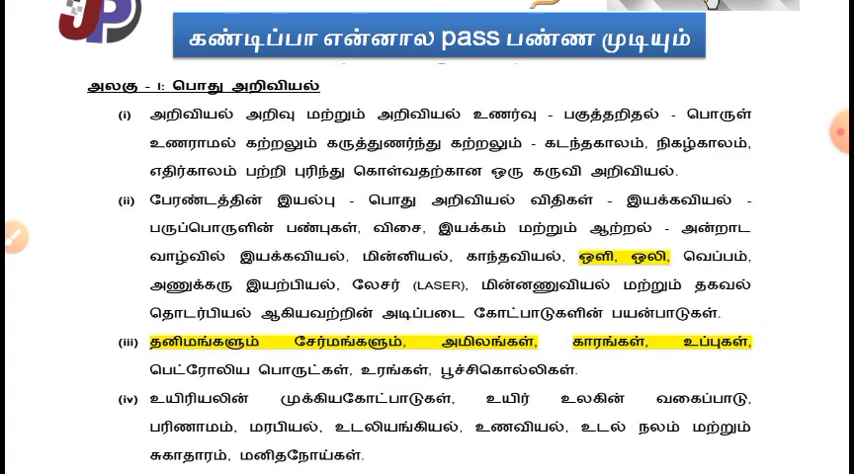 JP
கண்டிப்பா என்னால pass பண்ண முடியும்
அலகு - I: பொது அறிவியல்
(i) அறிவியல் அறிவு மற்றும் அறிவியல் உணர்வு - பகுத்தறிதல் - பொருள்
உணராமல் கற்றலும் கருத்துணர்ந்து கற்றலும் - கடந்தகாலம், நிகழ்காலம்,
எதிர்காலம் பற்றி புரிந்து கொள்வதற்கான ஒரு கருவி அறிவியல்.
(ii) பேரண்டத்தின் இயல்பு - பொது அறிவியல் விதிகள் - இயக்கவியல் -
பருப்பொருளின் பண்புகள், விசை, இயக்கம் மற்றும் ஆற்றல் - அன்றாட
வாழ்வில் இயக்கவியல், மின்னியல், காந்தவியல், ஒளி, ஒலி, வெப்பம்,
அணுக்கரு இயற்பியல், லேசர் (LASER), மின்னணுவியல் மற்றும் தகவல்
தொடர்பியல் ஆகியவற்றின் அடிப்படை கோட்பாடுகளின் பயன்பாடுகள்.
(iii) தனிமங்களும் சேர்மங்களும், அமிலங்கள், காரங்கள், உப்புகள்,
பெட்ரோலிய பொருட்கள், உரங்கள், பூச்சிகொல்லிகள்.
(iv) உயிரியலின் முக்கியகோட்பாடுகள், உயிர் உலகின் வகைப்பாடு,
பரிணாமம், மரபியல், உடலியங்கியல், உணவியல், உடல் நலம் மற்றும்
சுகாதாரம், மனிதநோய்கள்.